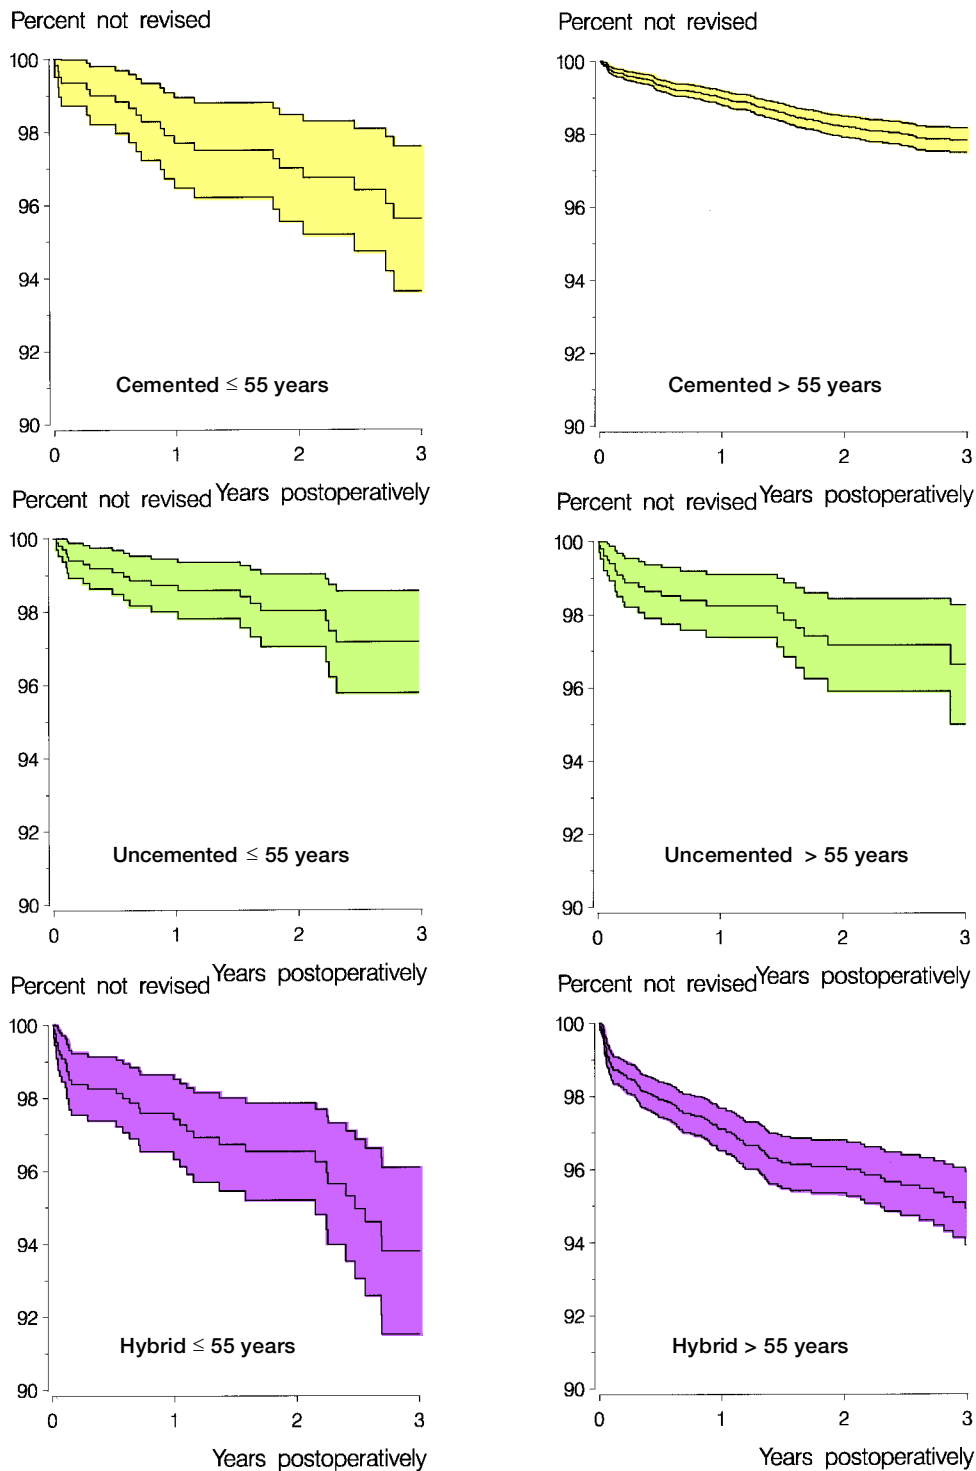 Percent not revised
100
98
96
94
92
90
Cemented ≤ 55 years
0 1 2 3
Years postoperatively
Percent not revised
100
98
96
94
92
90
Cemented > 55 years
0 1 2 3
Years postoperatively
Percent not revised
100
98
96
94
92
90
Uncemented ≤ 55 years
0 1 2 3
Years postoperatively
Percent not revised
100
98
96
94
92
90
Uncemented > 55 years
0 1 2 3
Years postoperatively
Percent not revised
100
98
96
94
92
90
Hybrid ≤ 55 years
0 1 2 3
Years postoperatively
Percent not revised
100
98
96
94
92
90
Hybrid > 55 years
0 1 2 3
Years postoperatively